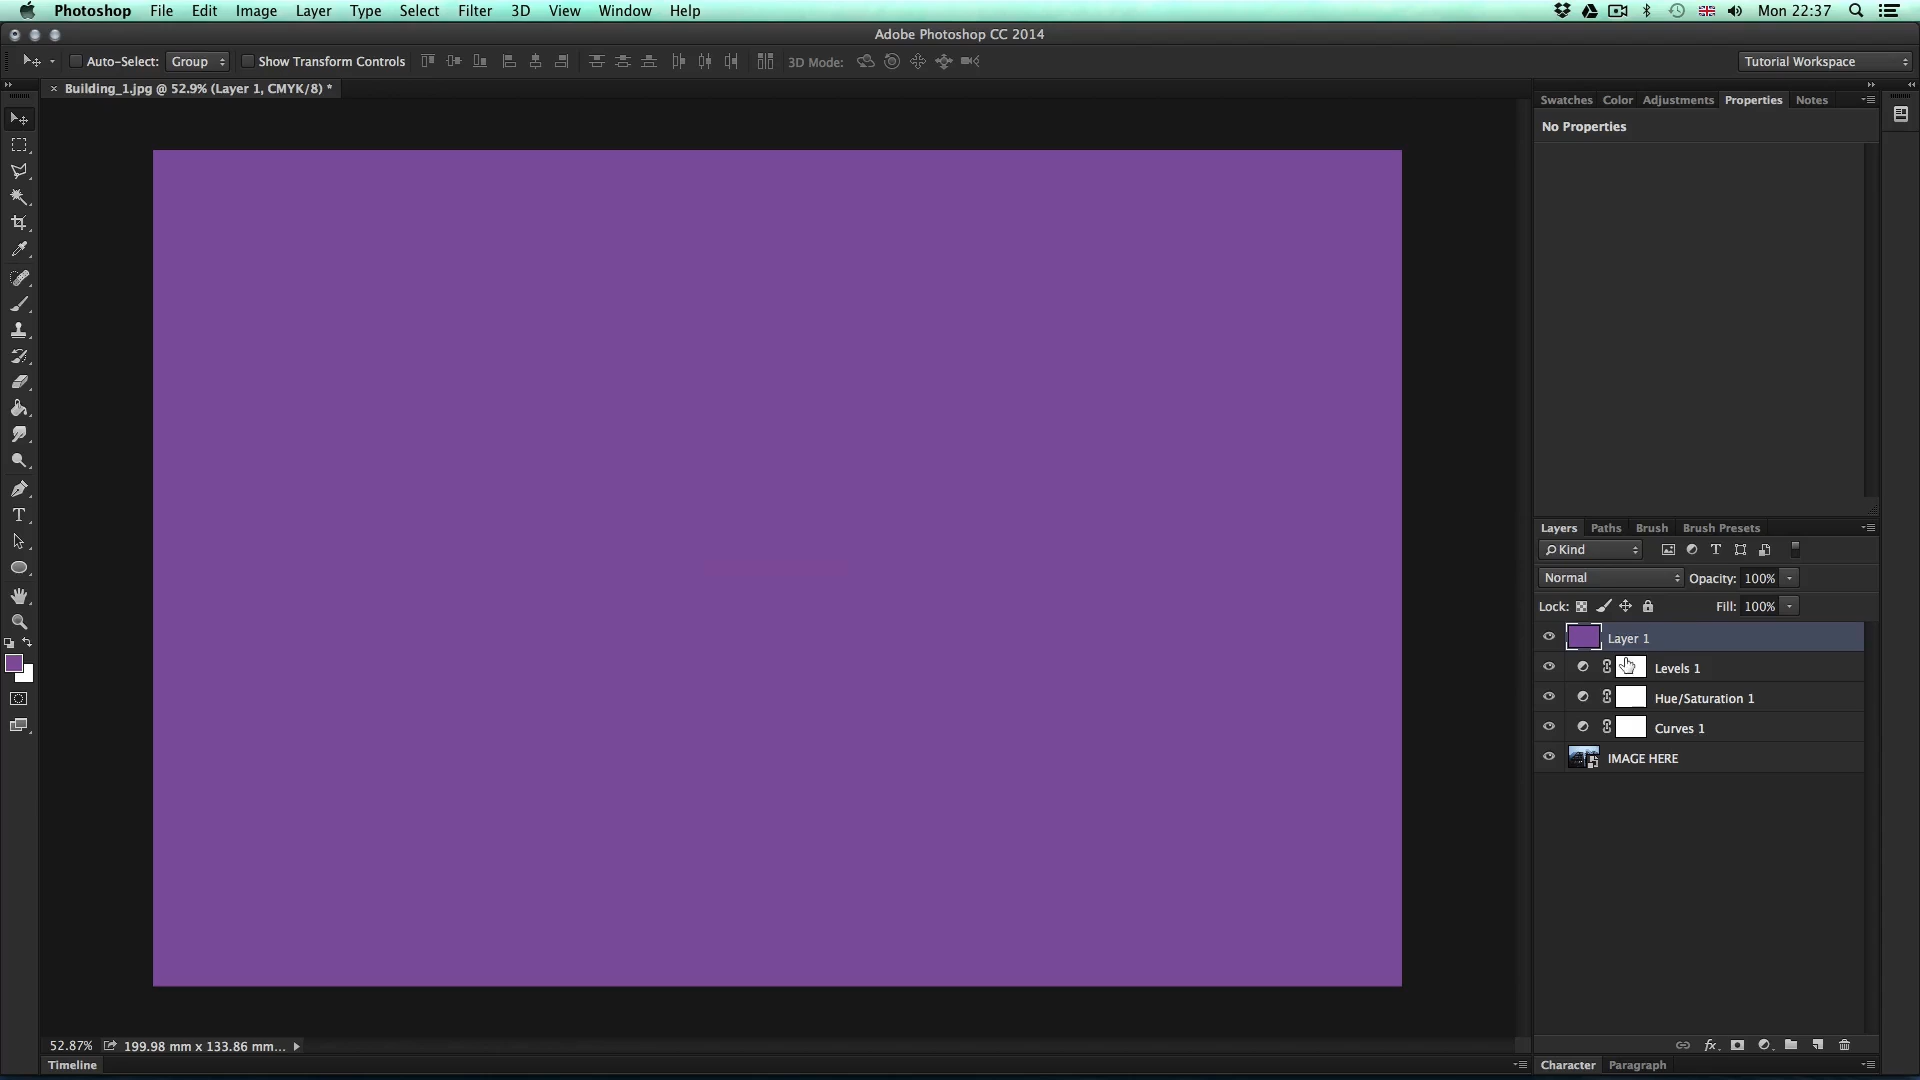 Photoshop File Edit Image Layer Type Select Filter 3D View Window Help Mon 22:37
Adobe Photoshop CC 2014
Auto-Select: Group Show Transform Controls 3D Mode: Tutorial Workspace
× Building_1.jpg @ 52.9% (Layer 1, CMYK/8) *
Swatches Color Adjustments Properties Notes
No Properties
Layers Paths Brush Brush Presets
Kind
Normal Opacity: 100%
Lock: Fill: 100%
Layer 1
Levels 1
Hue/Saturation 1
Curves 1
IMAGE HERE
52.87% 199.98 mm x 133.86 mm...
Timeline
Character Paragraph